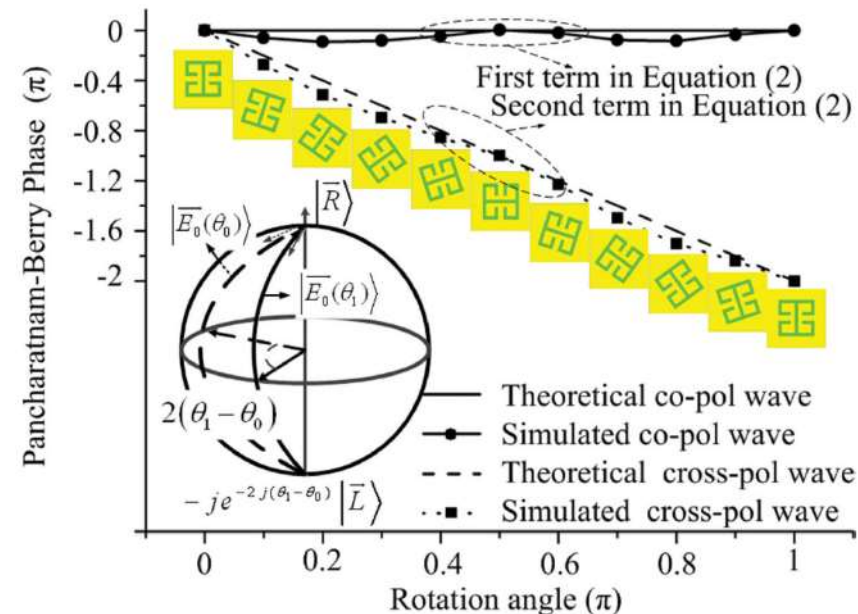 Pancharatnam-Berry Phase (π)
0
-0.4
-0.8
-1.2
-1.6
-2
First term in Equation (2)
Second term in Equation (2)
|R⃗⟩
|E₀(θ₀)⟩
|E₀(θ₁)⟩
2(θ₁ − θ₀)
− je^{−2j(θ₁−θ₀)} |L⃗⟩
Theoretical co-pol wave
Simulated co-pol wave
Theoretical cross-pol wave
Simulated cross-pol wave
0 0.2 0.4 0.6 0.8 1
Rotation angle (π)